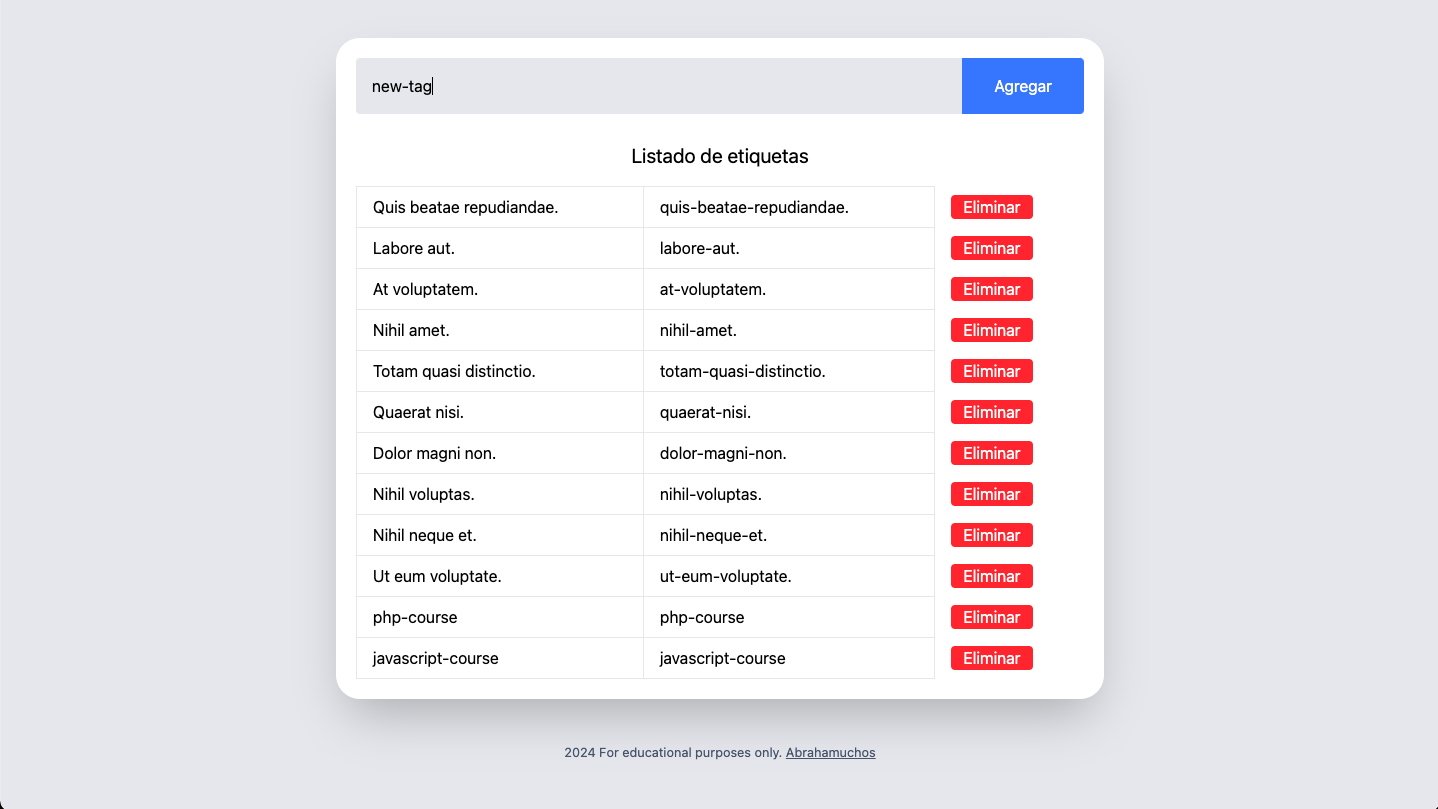 new-tag Agregar
Listado de etiquetas
Quis beatae repudiandae. quis-beatae-repudiandae. Eliminar
Labore aut. labore-aut. Eliminar
At voluptatem. at-voluptatem. Eliminar
Nihil amet. nihil-amet. Eliminar
Totam quasi distinctio. totam-quasi-distinctio. Eliminar
Quaerat nisi. quaerat-nisi. Eliminar
Dolor magni non. dolor-magni-non. Eliminar
Nihil voluptas. nihil-voluptas. Eliminar
Nihil neque et. nihil-neque-et. Eliminar
Ut eum voluptate. ut-eum-voluptate. Eliminar
php-course php-course Eliminar
javascript-course javascript-course Eliminar
2024 For educational purposes only. Abrahamuchos